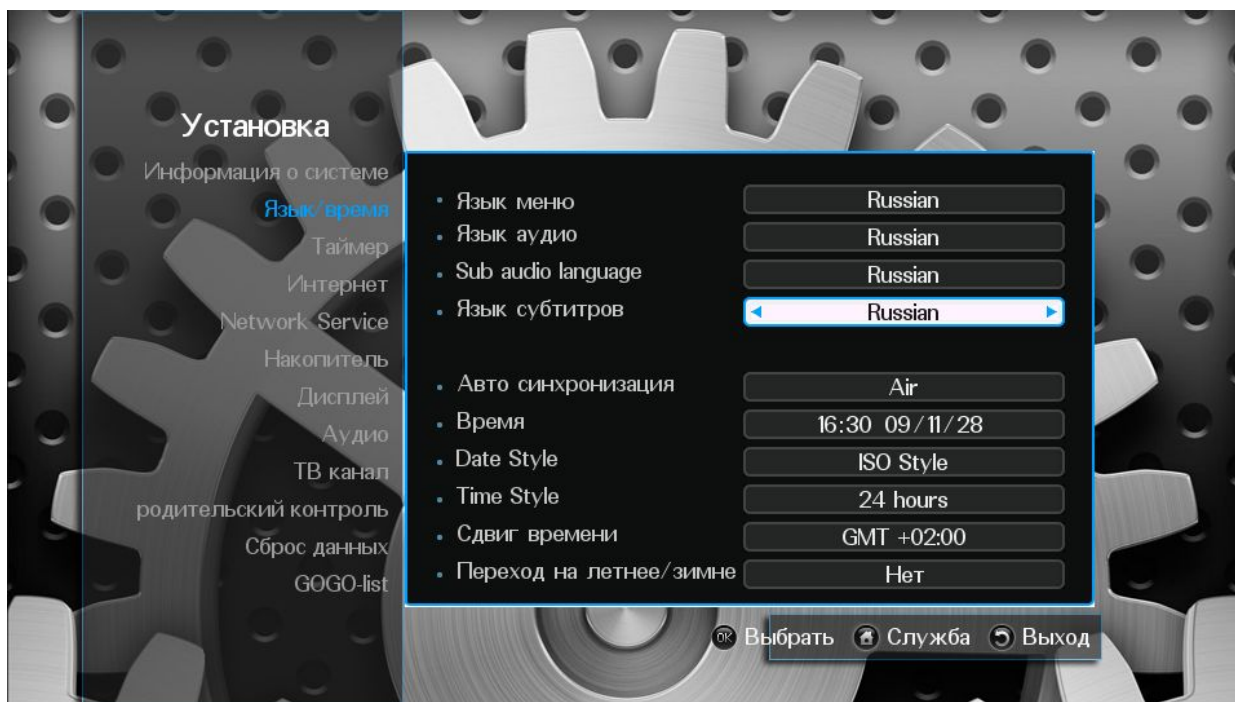 Установка
Информация о системе
Язык/время
Таймер
Интернет
Network Service
Накопитель
Дисплей
Аудио
ТВ канал
родительский контроль
Сброс данных
GOGO-list
Язык меню Russian
Язык аудио Russian
Sub audio language Russian
Язык субтитров Russian
Авто синхронизация Air
Время 16:30 09/11/28
Date Style ISO Style
Time Style 24 hours
Сдвиг времени GMT +02:00
Переход на летнее/зимне Нет
OK Выбрать Служба Выход